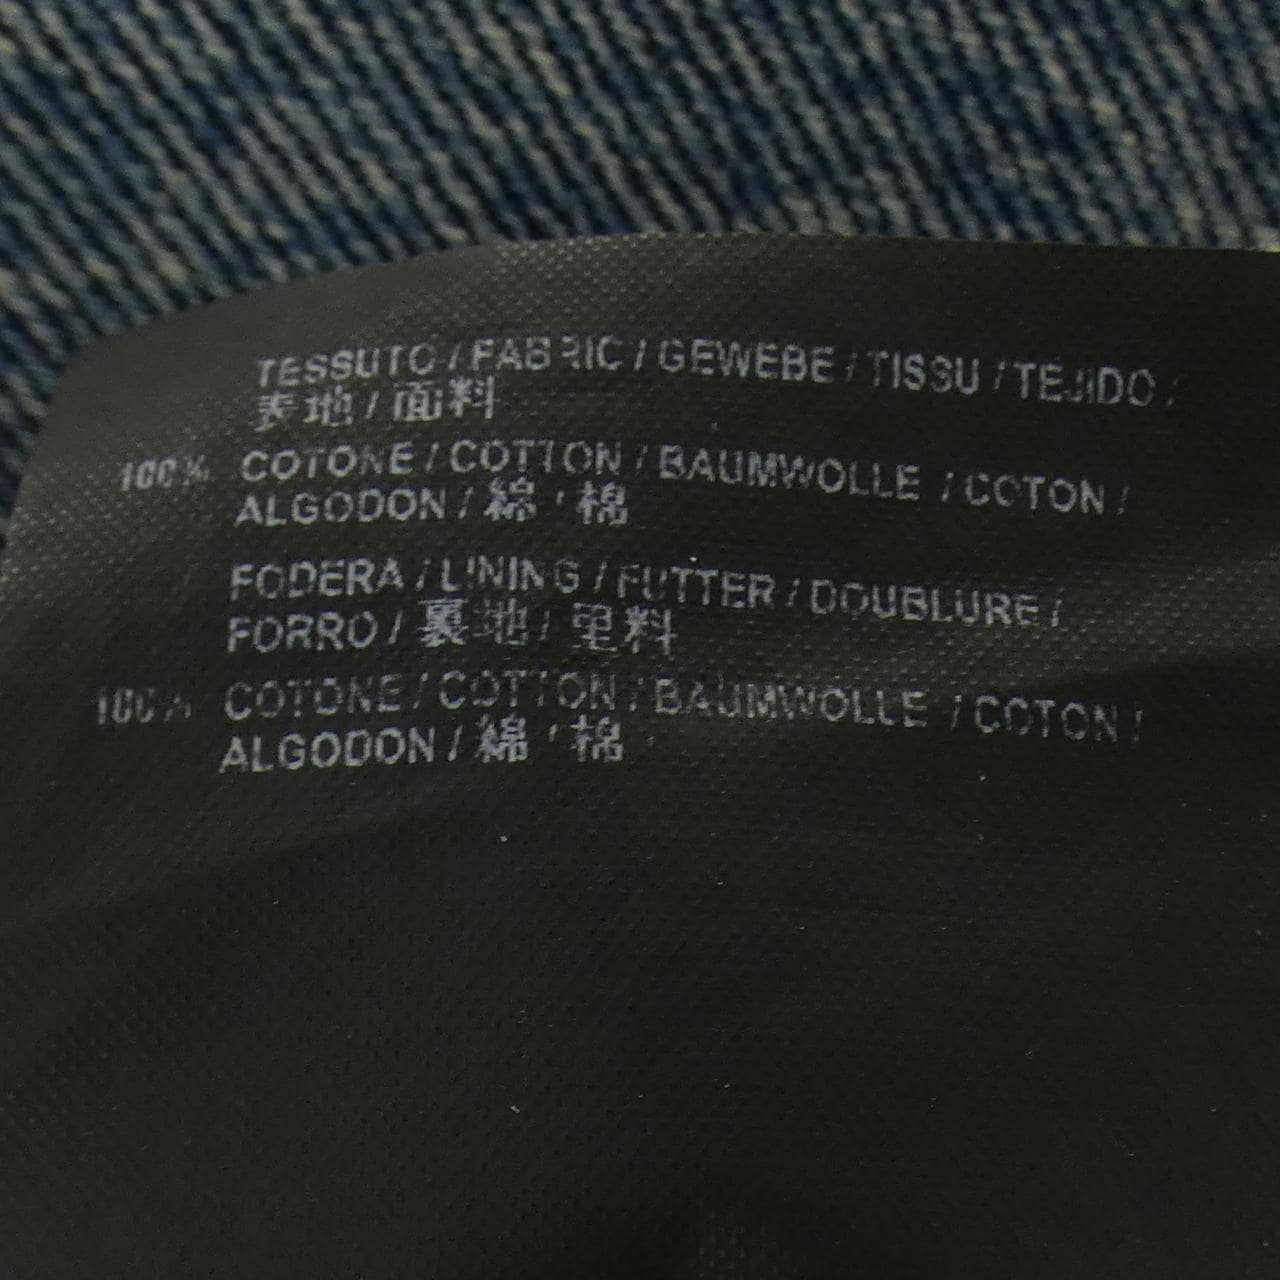 TESSUTO / FABRIC / GEWEBE / TISSU / TEJIDO /
表地 / 面料
100% COTONE / COTTON / BAUMWOLLE / COTON /
ALGODON / 綿 / 棉
FODERA / LINING / FUTTER / DOUBLURE /
FORRO / 裏地 / 里料
100% COTONE / COTTON / BAUMWOLLE / COTON /
ALGODON / 綿 / 棉